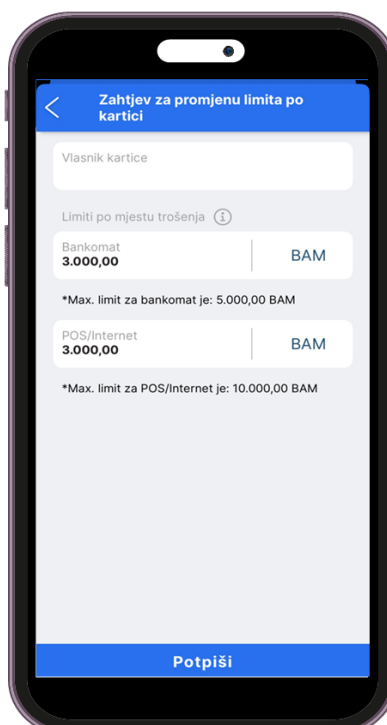 Zahtjev za promjenu limita po
kartici
Vlasnik kartice
Limiti po mjestu trošenja
Bankomat
3.000,00
BAM
*Max. limit za bankomat je: 5.000,00 BAM
POS/Internet
3.000,00
BAM
*Max. limit za POS/Internet je: 10.000,00 BAM
Potpiši